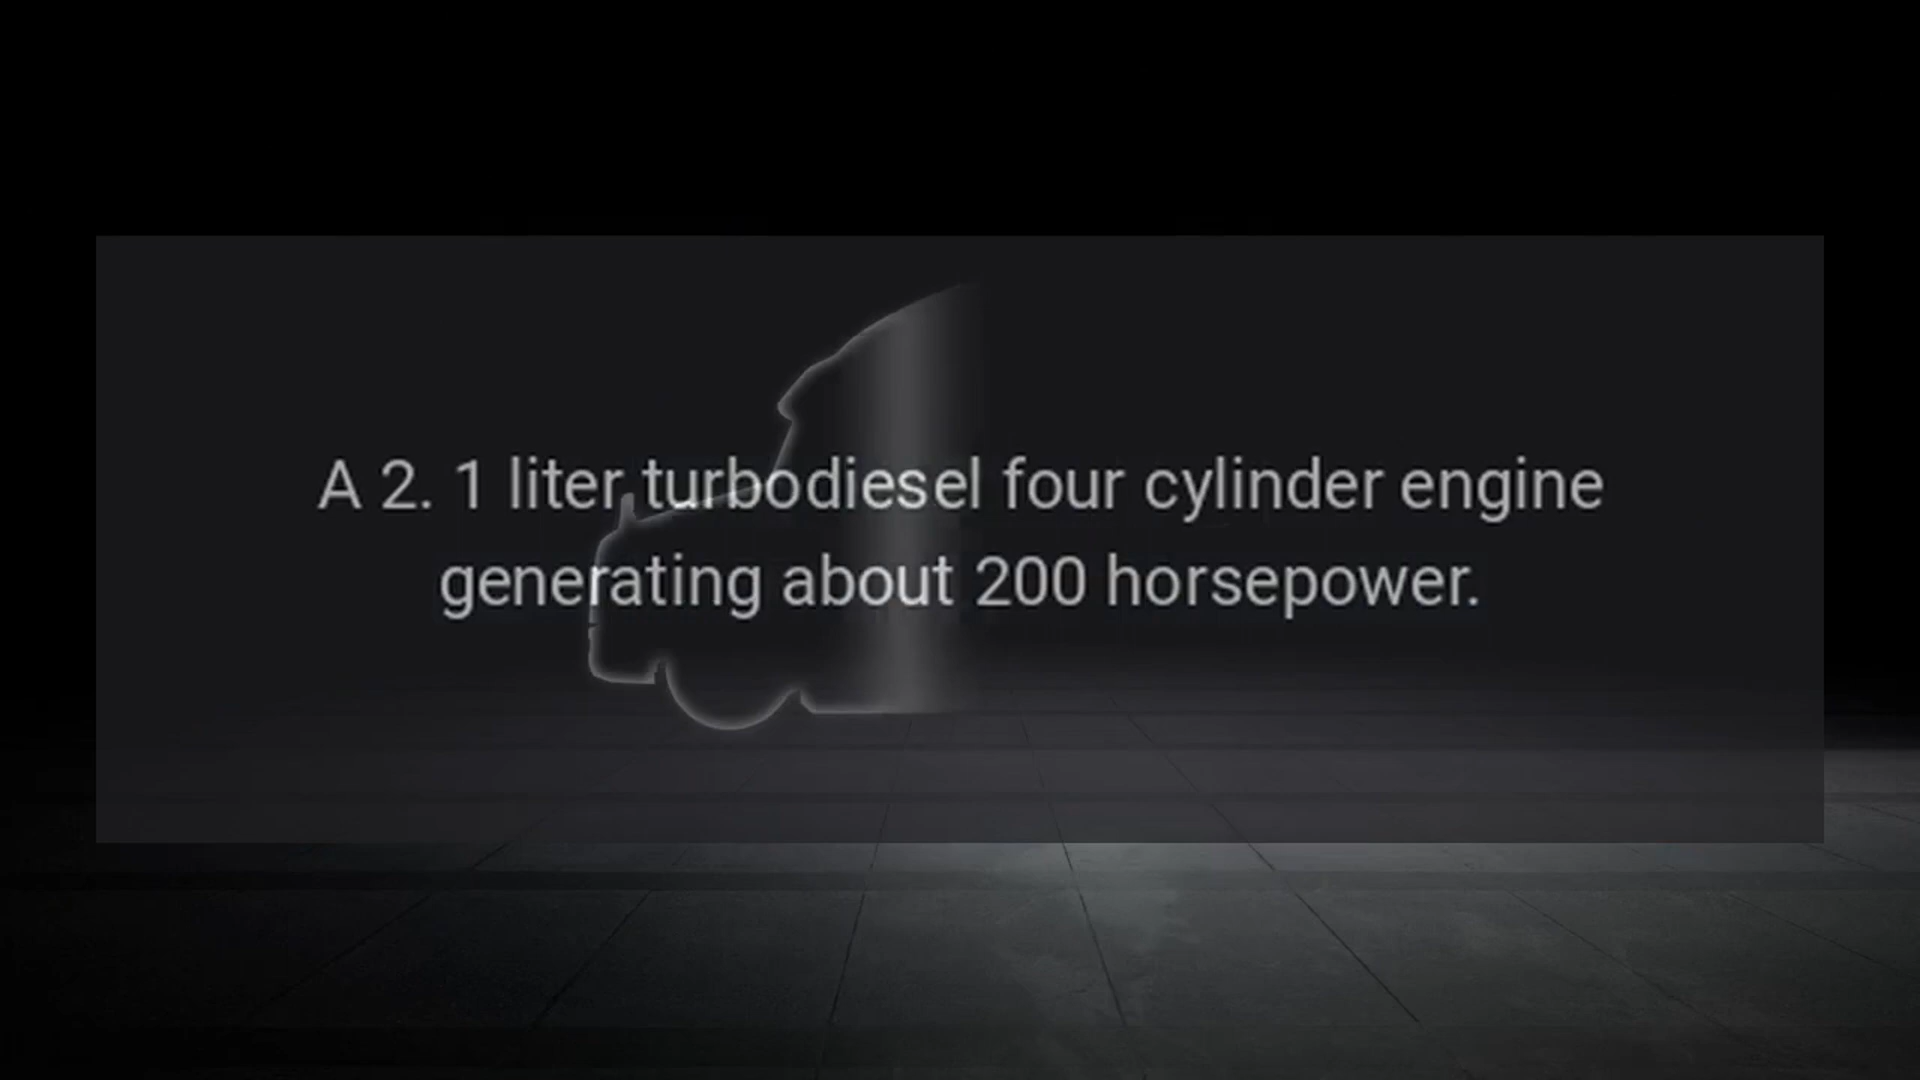 A 2. 1 liter turbodiesel four cylinder engine
generating about 200 horsepower.